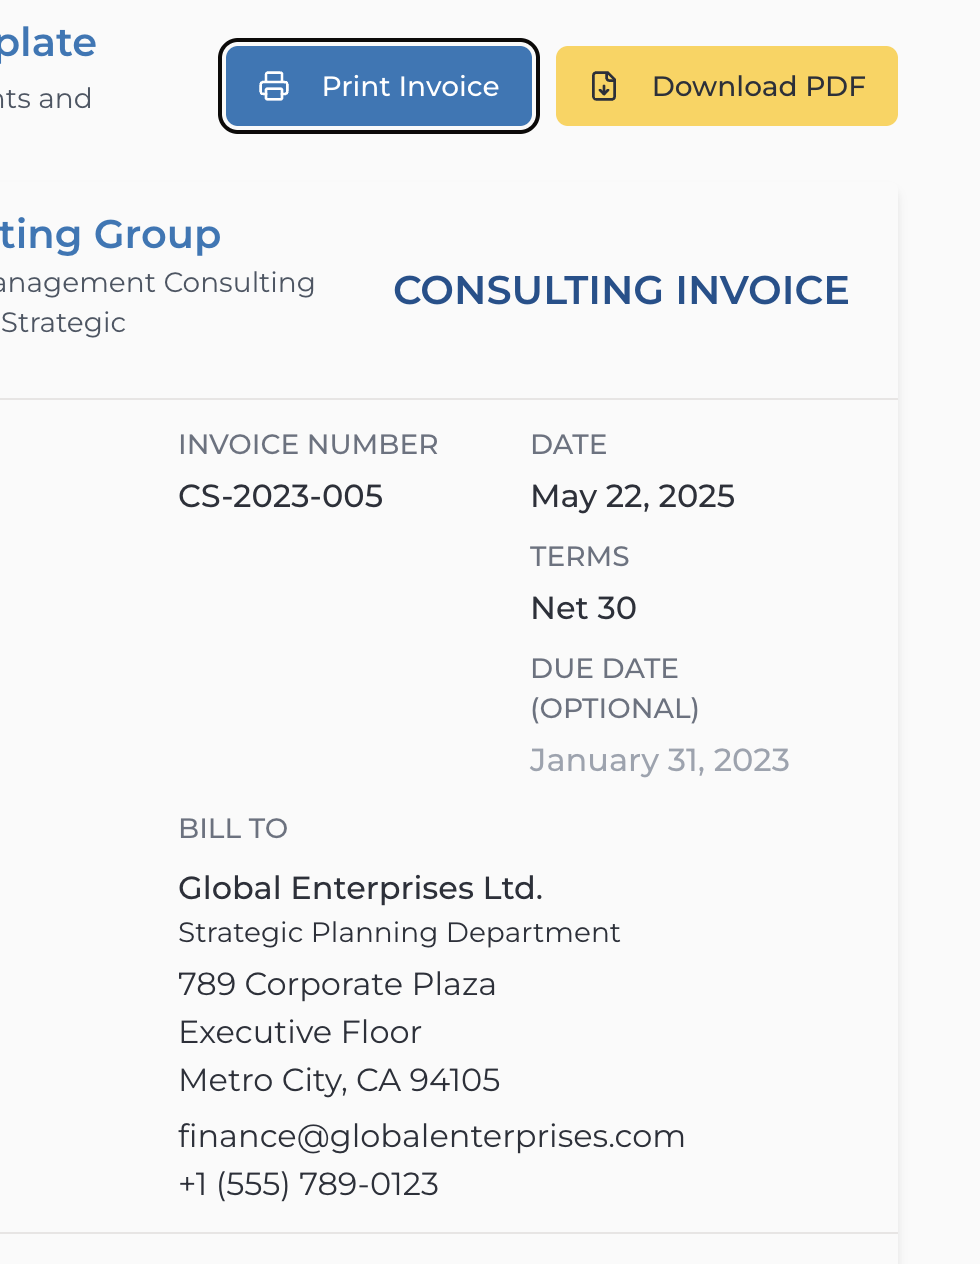 plate
nts and
Print Invoice
Download PDF
ting Group
anagement Consulting
Strategic
CONSULTING INVOICE
INVOICE NUMBER
CS-2023-005
DATE
May 22, 2025
TERMS
Net 30
DUE DATE
(OPTIONAL)
January 31, 2023
BILL TO
Global Enterprises Ltd.
Strategic Planning Department
789 Corporate Plaza
Executive Floor
Metro City, CA 94105
finance@globalenterprises.com
+1 (555) 789-0123